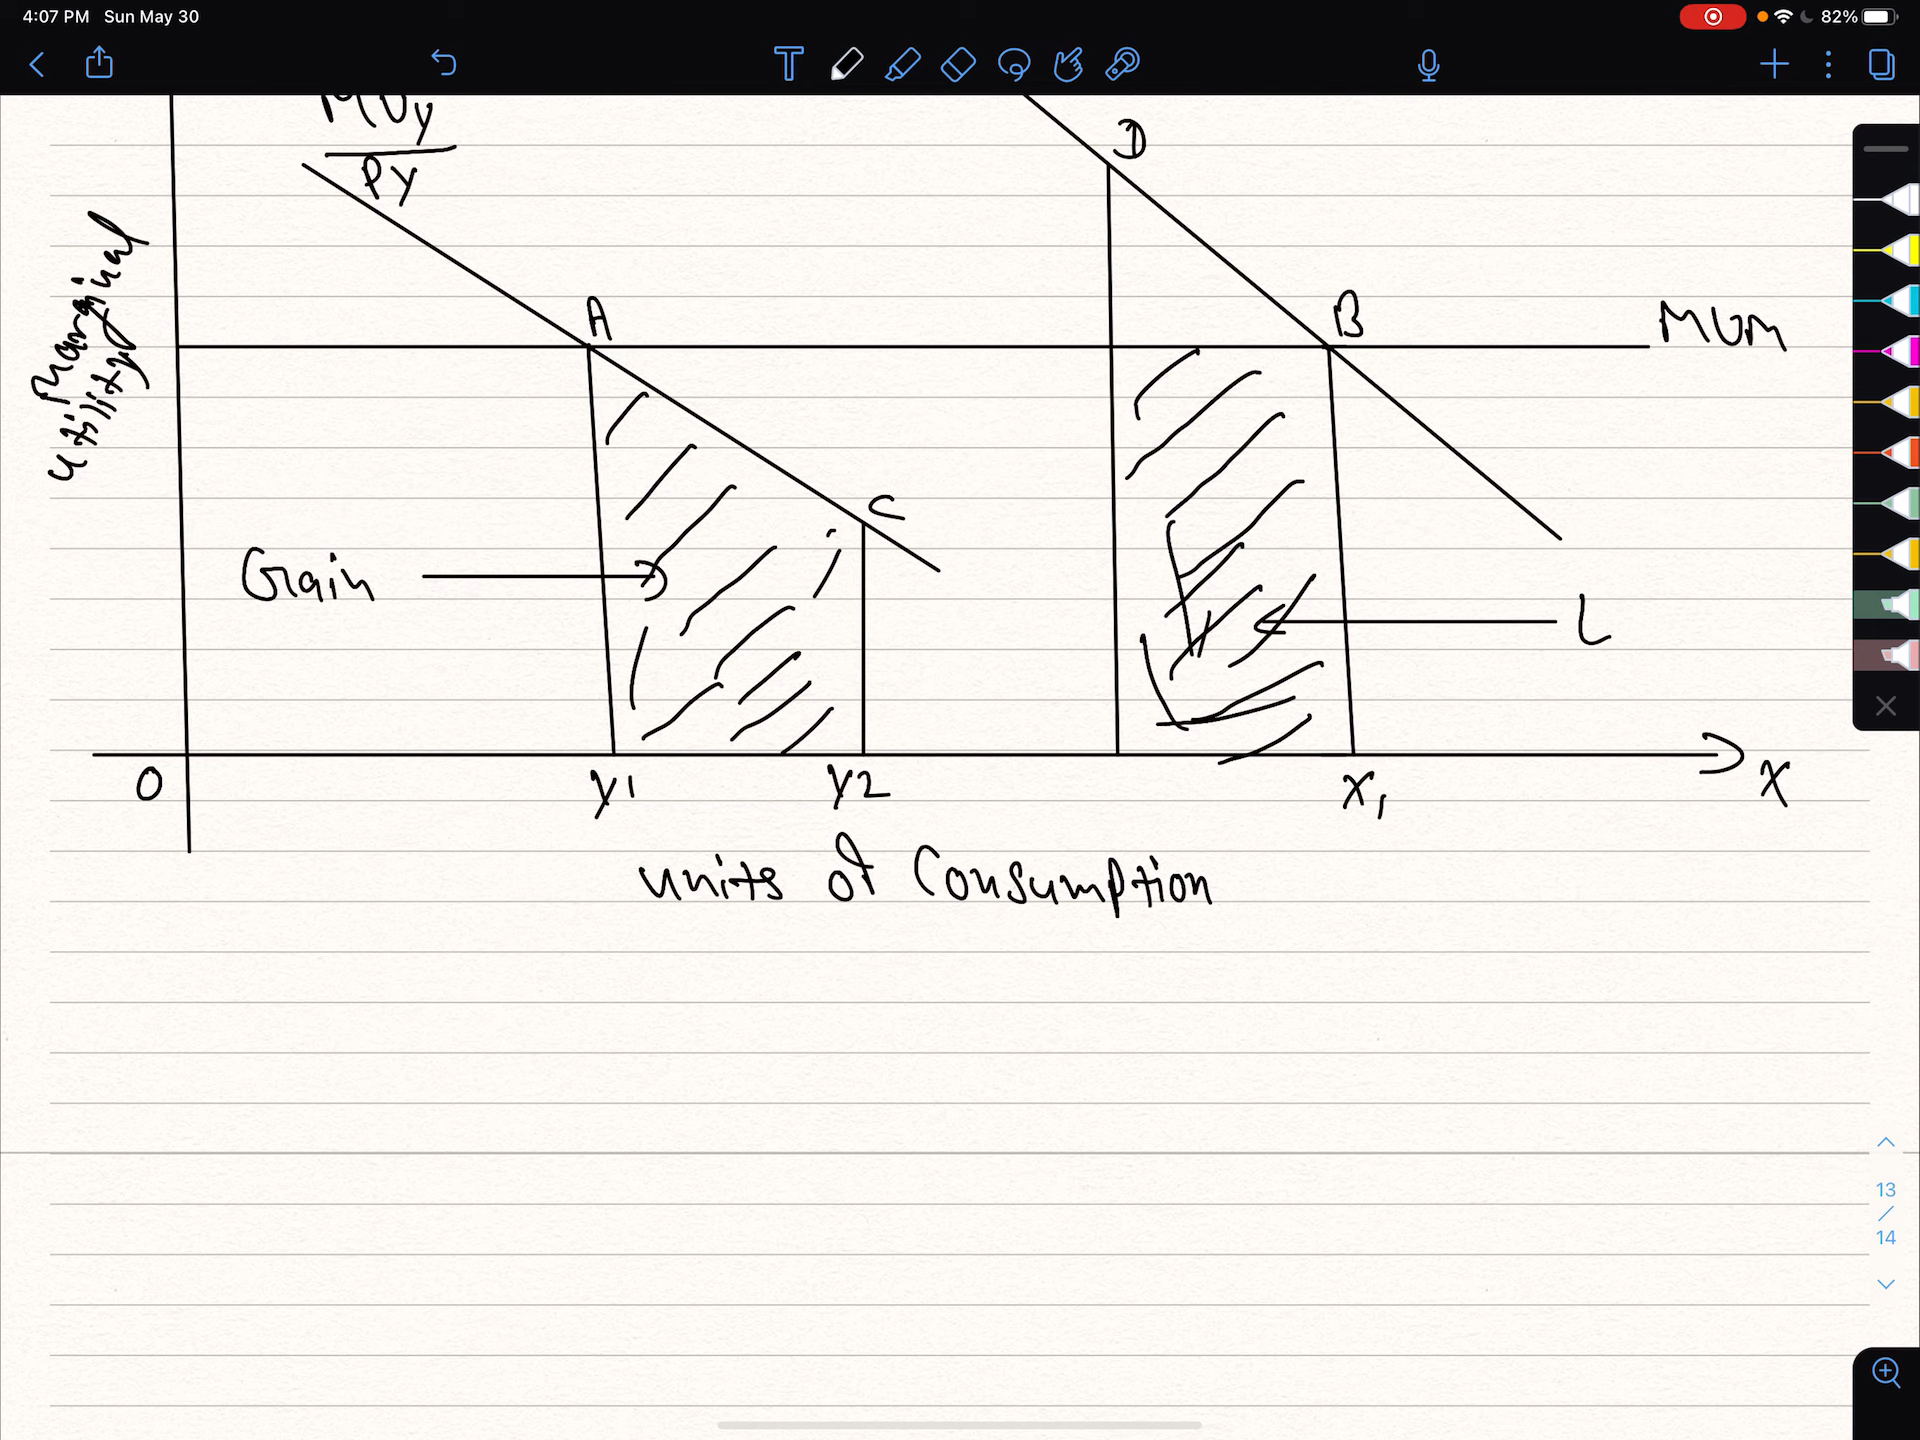 4:07 PM Sun May 30
82%
T
MUy
Py
D
Marginal
utility
A
B
MUM
C
Gain
L
O
y1
y2
x1
X
units of Consumption
13
/
14